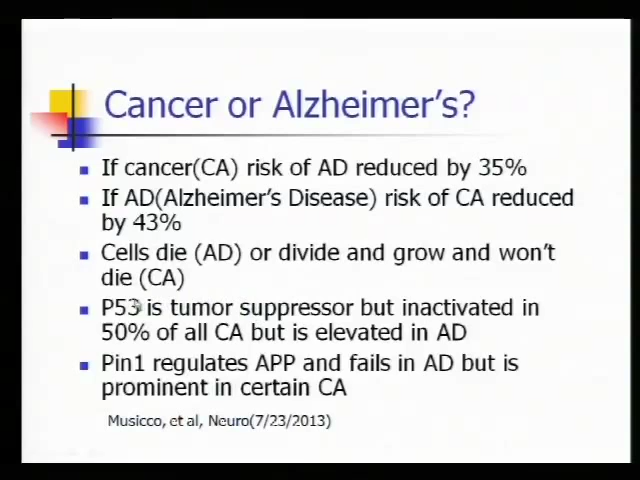 Cancer or Alzheimer's?
If cancer(CA) risk of AD reduced by 35%
If AD(Alzheimer's Disease) risk of CA reduced
by 43%
Cells die (AD) or divide and grow and won't
die (CA)
P53 is tumor suppressor but inactivated in
50% of all CA but is elevated in AD
Pin1 regulates APP and fails in AD but is
prominent in certain CA
Musicco, et al, Neuro(7/23/2013)